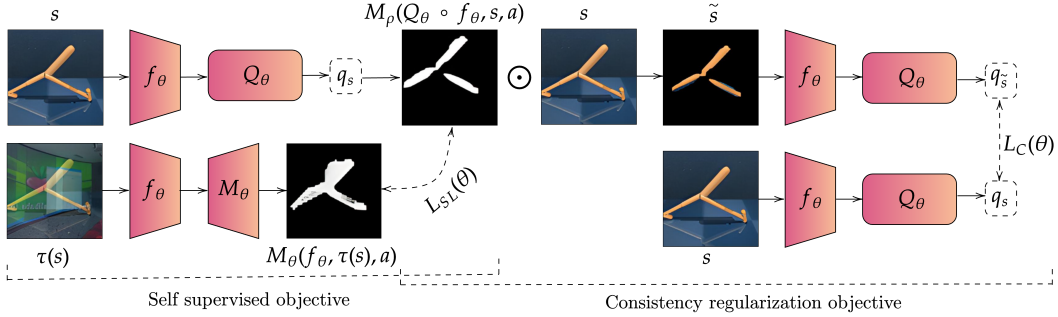 s
f_θ
Q_θ
q_s
M_ρ(Q_θ ∘ f_θ, s, a)
⊙
s
s̃
f_θ
Q_θ
q_s̃
L_C(θ)
τ(s)
f_θ
M_θ
M_θ(f_θ, τ(s), a)
L_SL(θ)
s
f_θ
Q_θ
q_s
Self supervised objective
Consistency regularization objective